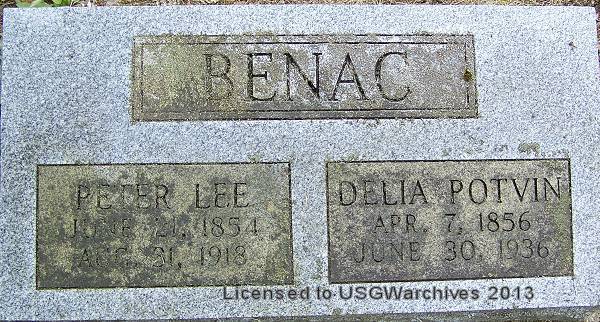 BENAC
PETER LEE
JUNE 21, 1854
AUG. 31, 1918
DELIA POTVIN
APR. 7, 1856
JUNE 30, 1936
Licensed to USGWarchives 2013